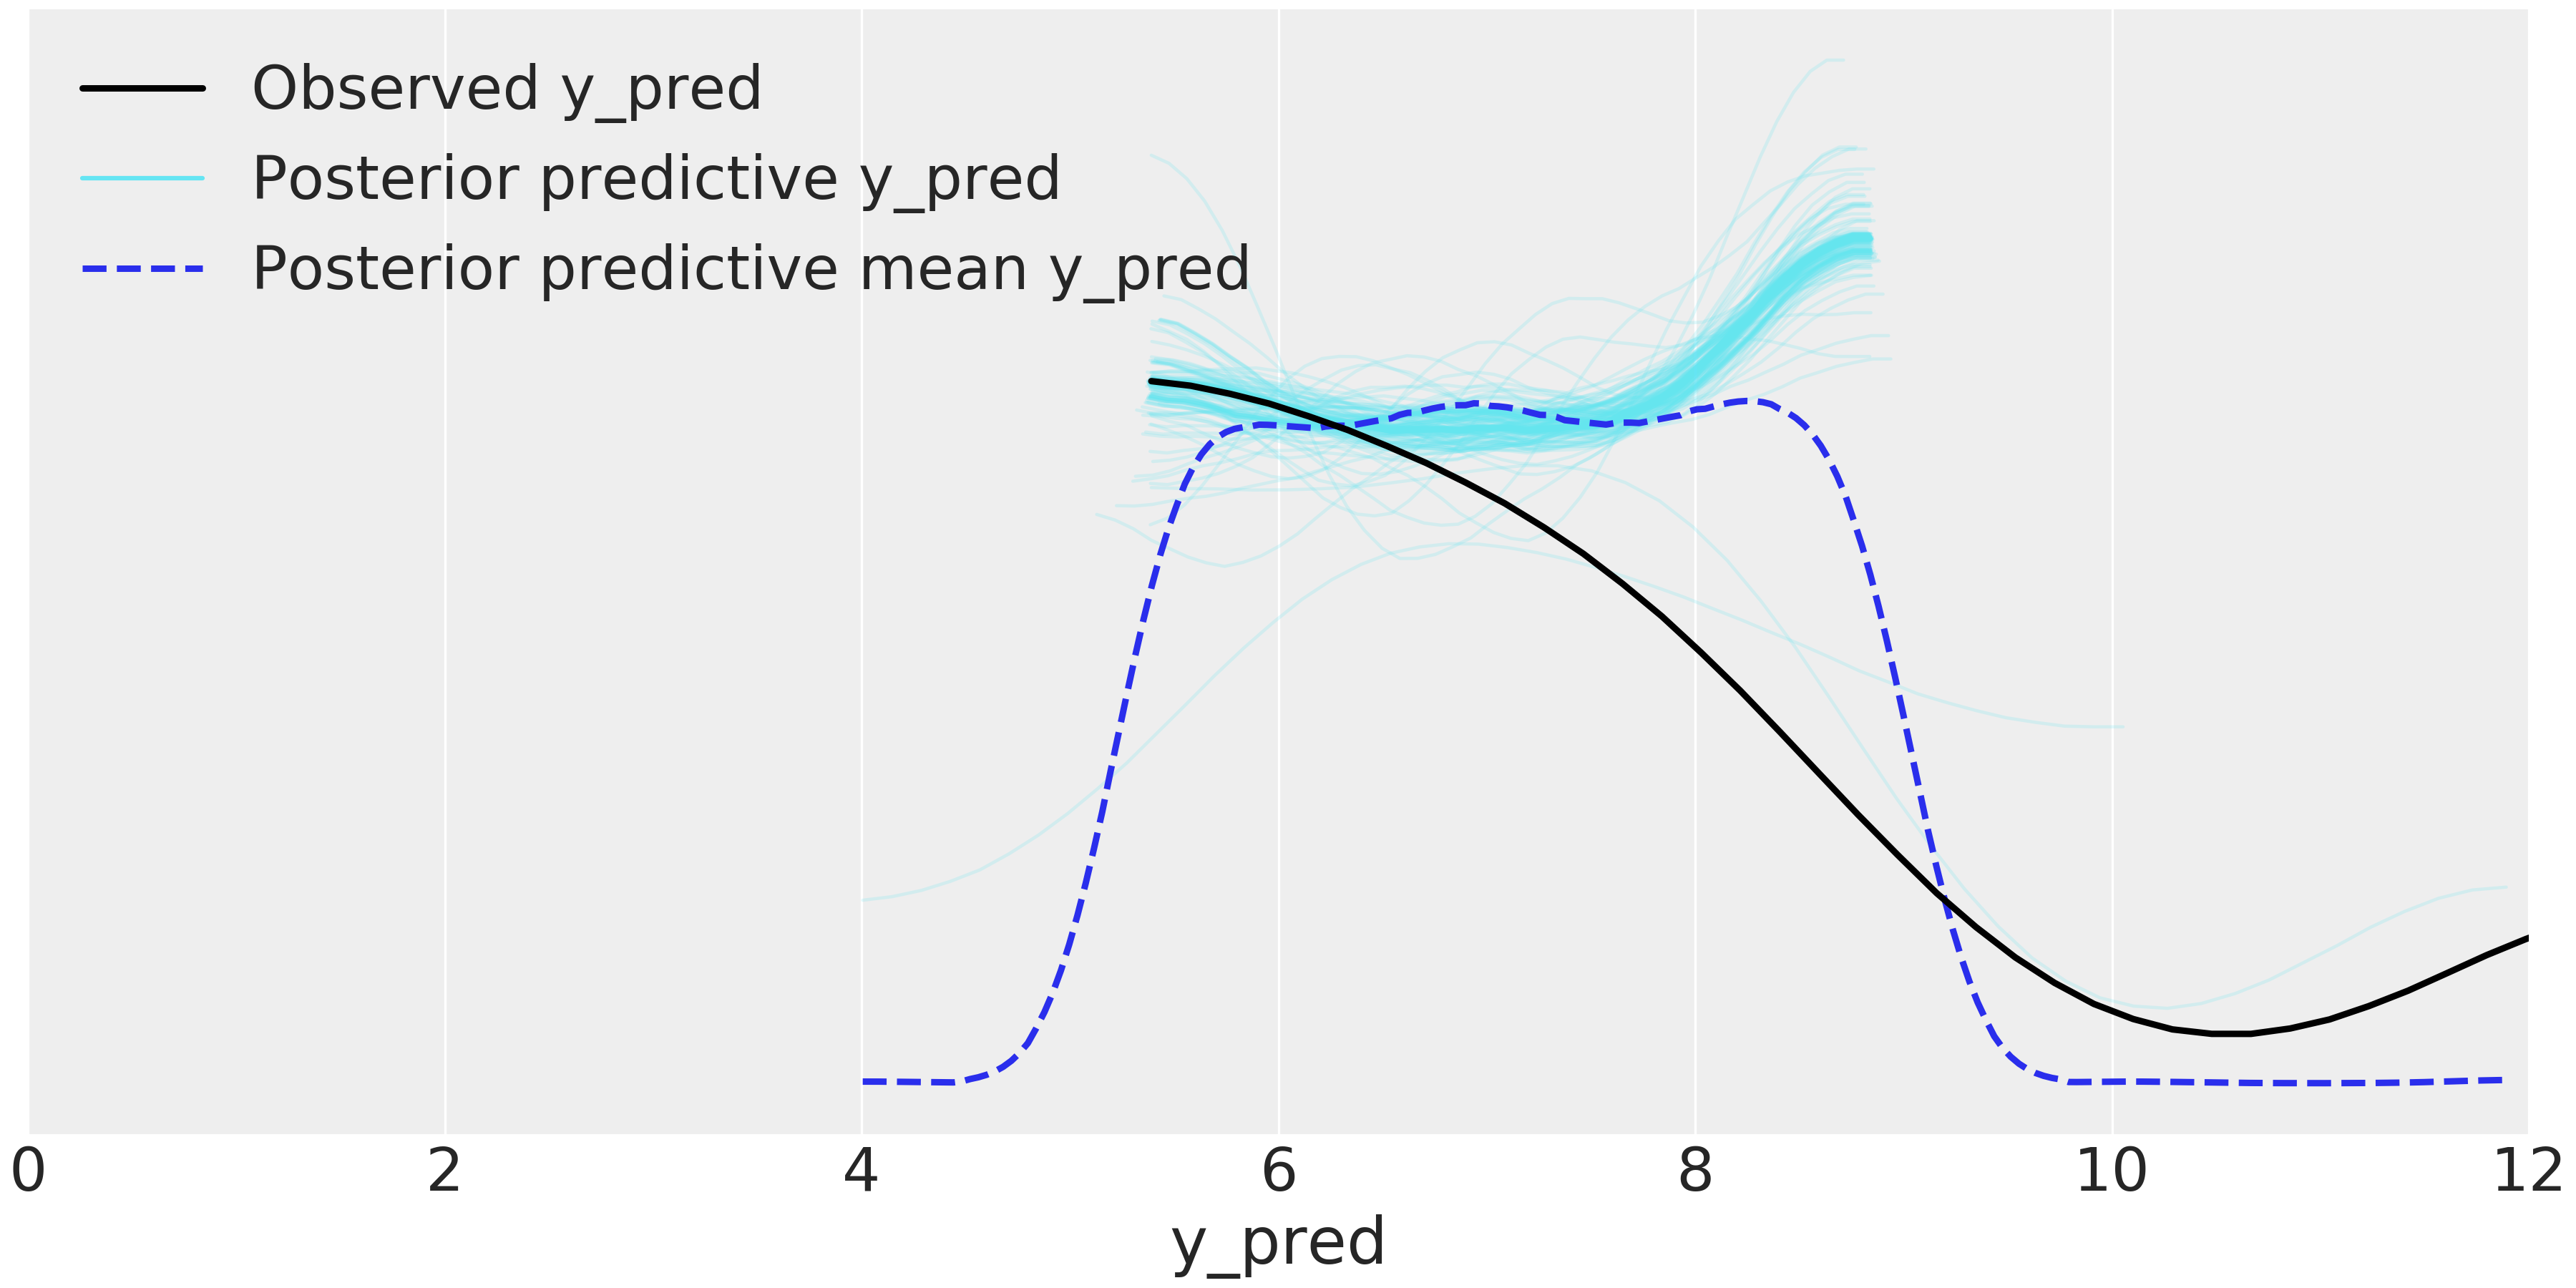 Observed y_pred
Posterior predictive y_pred
Posterior predictive mean y_pred
0 2 4 6 8 10 12
y_pred